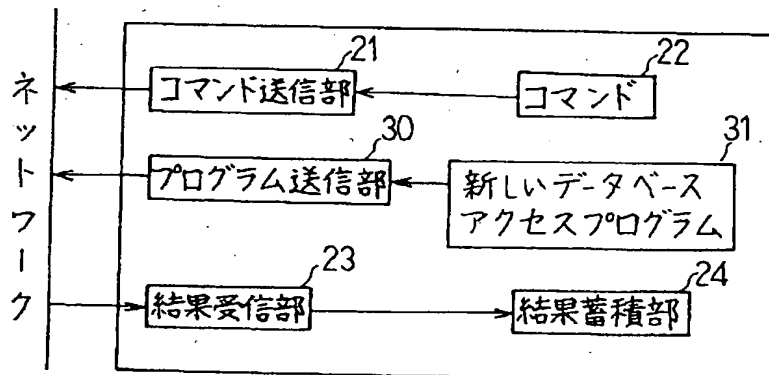 ネットワーク
21
コマンド送信部
22
コマンド
30
プログラム送信部
31
新しいデータベース
アクセスプログラム
23
結果受信部
24
結果蓄積部